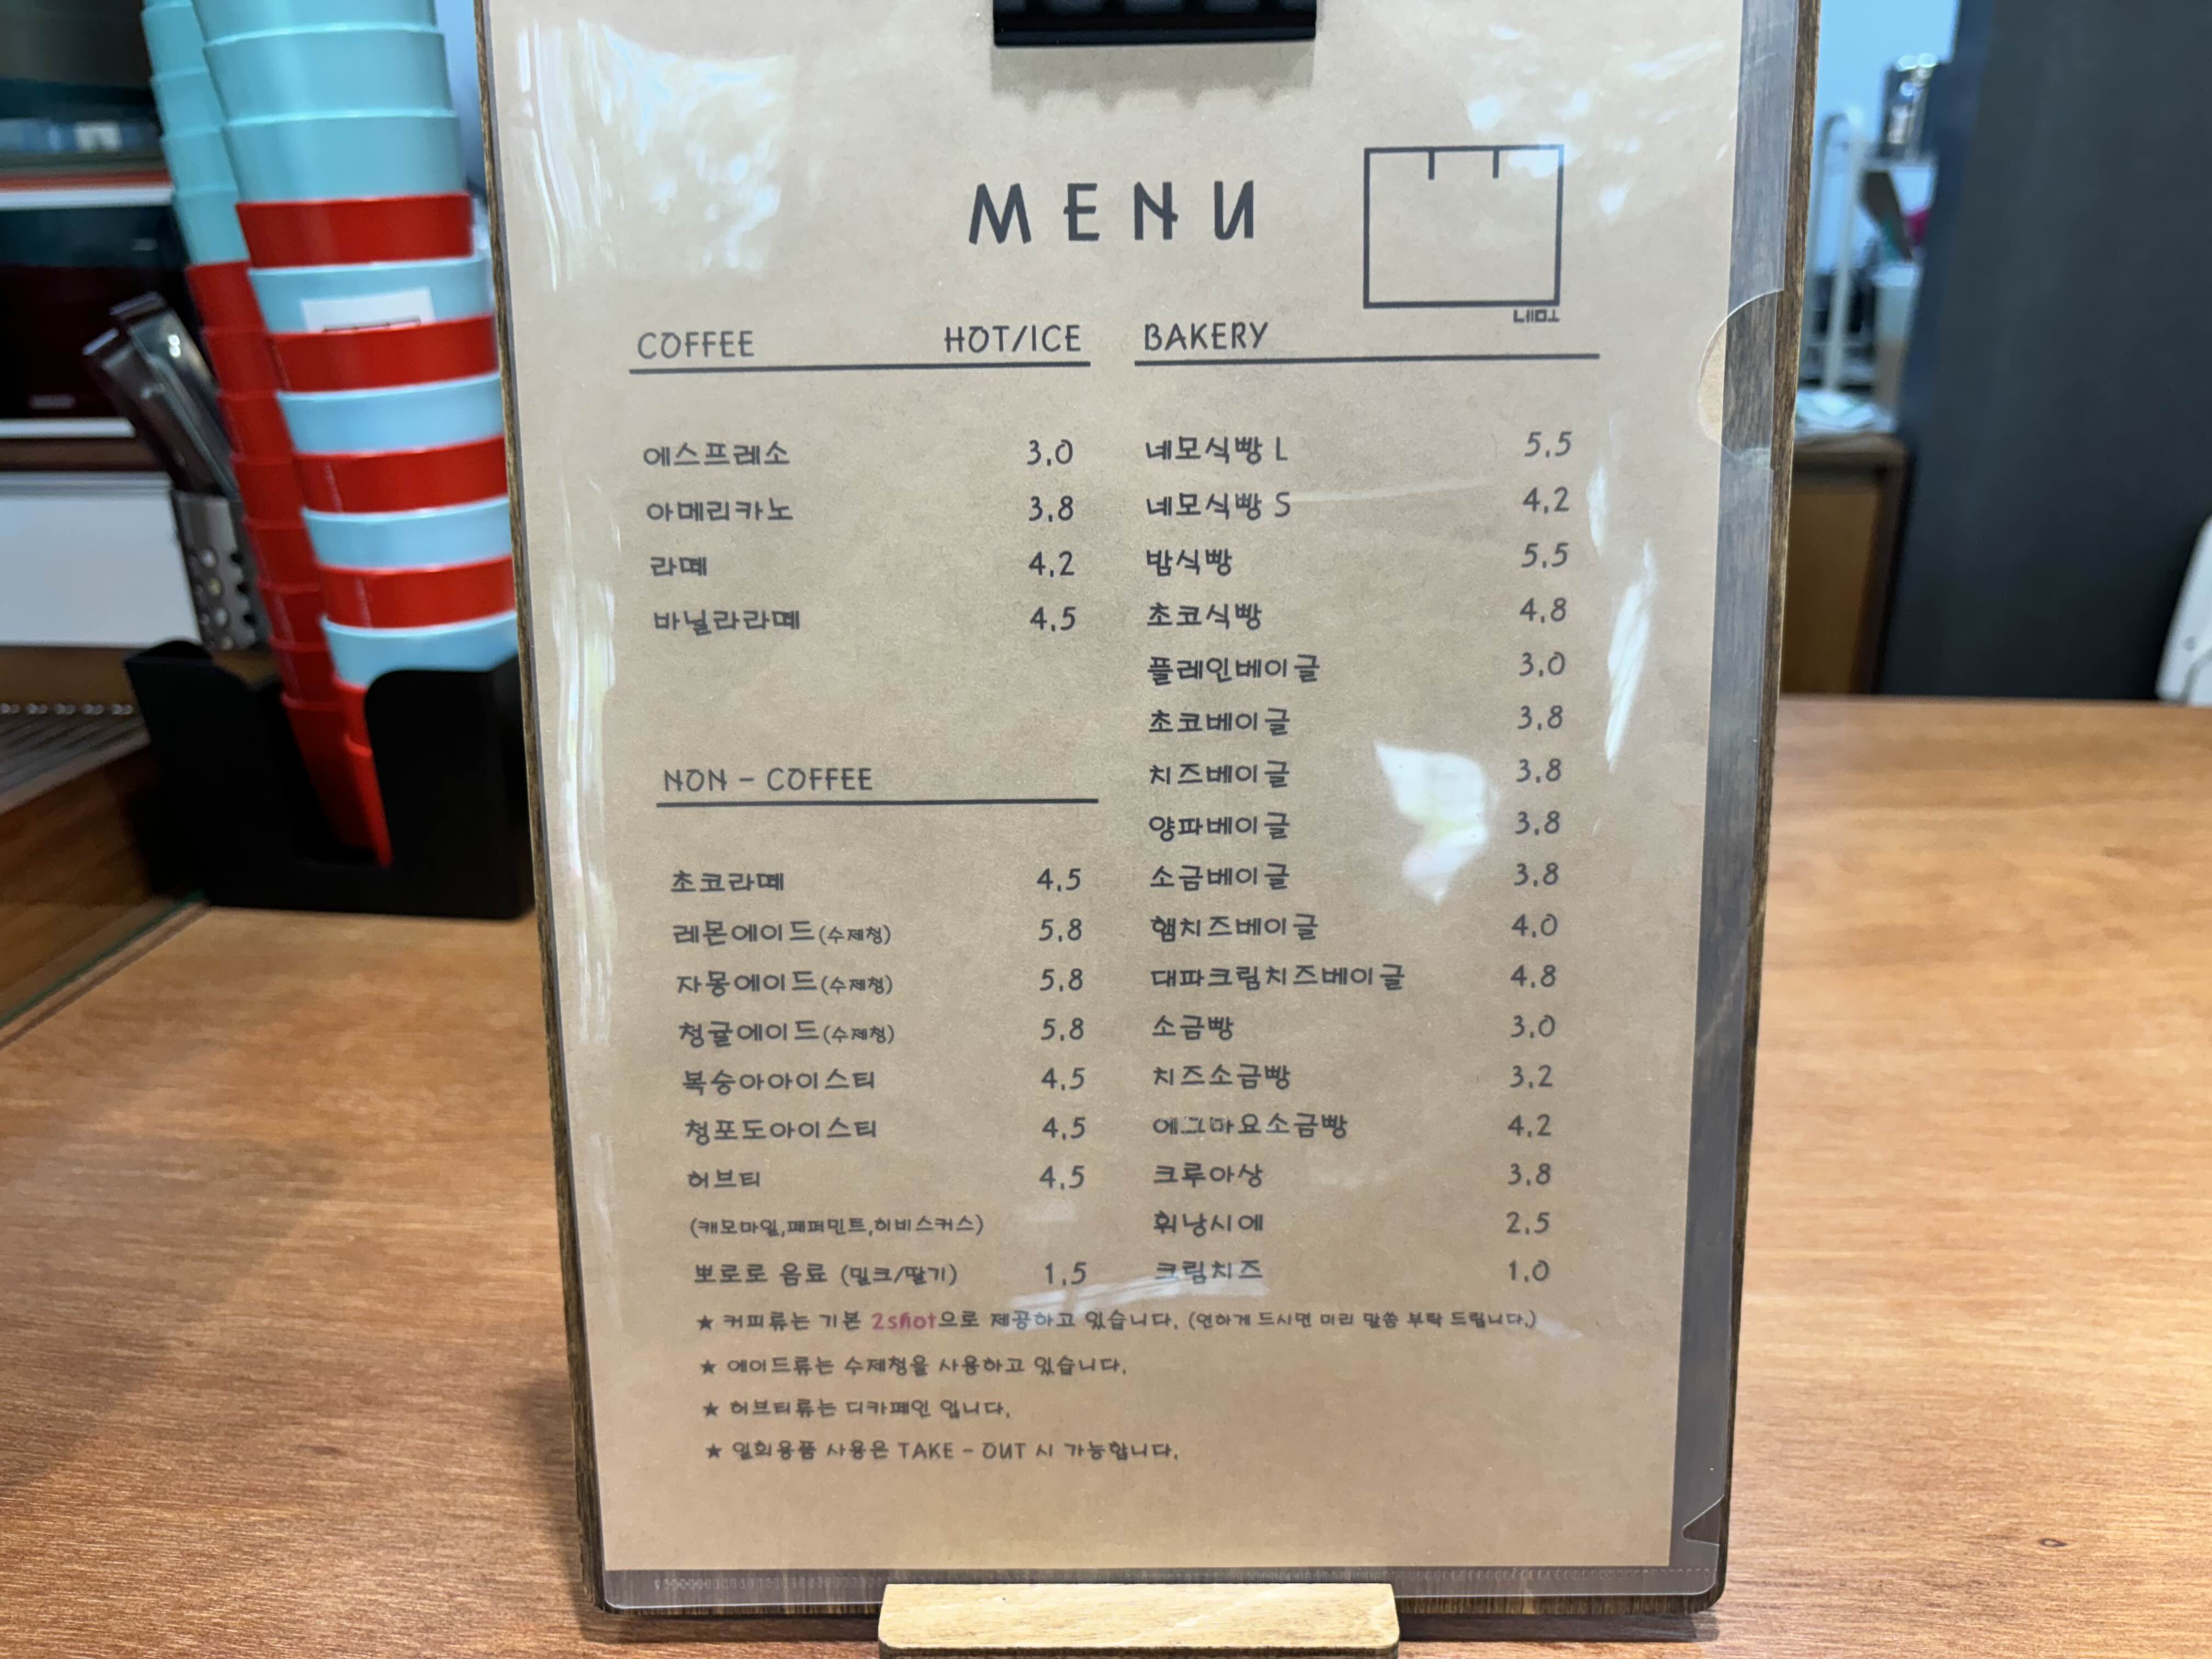 MENU
네모
COFFEE HOT/ICE
에스프레소 3.0
아메리카노 3.8
라떼 4.2
바닐라라떼 4.5
NON - COFFEE
초코라떼 4.5
레몬에이드(수제청) 5.8
자몽에이드(수제청) 5.8
청귤에이드(수제청) 5.8
복숭아아이스티 4.5
청포도아이스티 4.5
허브티 4.5
(캐모마일,페퍼민트,히비스커스)
뽀로로 음료 (밀크/딸기) 1.5
BAKERY
네모식빵 L 5.5
네모식빵 S 4.2
밤식빵 5.5
초코식빵 4.8
플레인베이글 3.0
초코베이글 3.8
치즈베이글 3.8
양파베이글 3.8
소금베이글 3.8
햄치즈베이글 4.0
대파크림치즈베이글 4.8
소금빵 3.0
치즈소금빵 3.2
에그마요소금빵 4.2
크루아상 3.8
휘낭시에 2.5
크림치즈 1.0
★ 커피류는 기본 2shot으로 제공하고 있습니다. (연하게 드시면 미리 말씀 부탁 드립니다.)
★ 에이드류는 수제청을 사용하고 있습니다.
★ 허브티류는 디카페인 입니다.
★ 일회용품 사용은 TAKE - OUT 시 가능합니다.